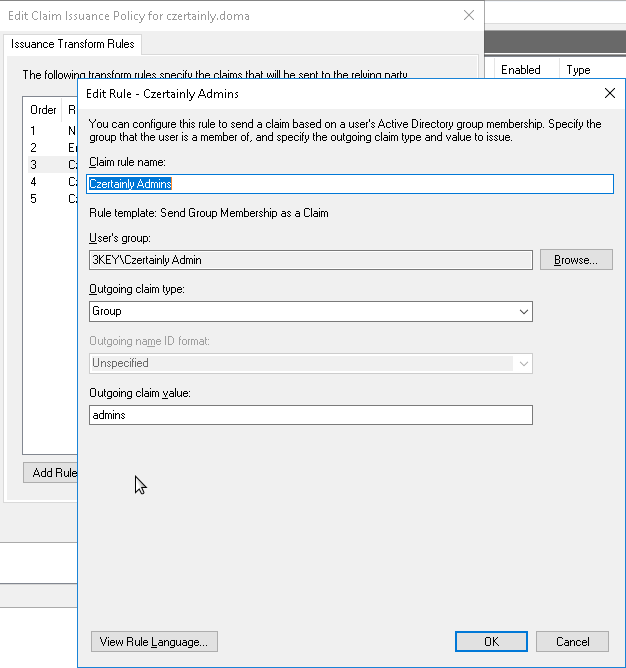 Edit Claim Issuance Policy for czertainly.doma
Issuance Transform Rules
The following transform rules specify the claims that will be sent to the relying party.
Enabled Type
Order R
1 N
2 Er
3 Cz
4 Cz
5 Cz
Add Rule
Edit Rule - Czertainly Admins
You can configure this rule to send a claim based on a user's Active Directory group membership. Specify the
group that the user is a member of, and specify the outgoing claim type and value to issue.
Claim rule name:
Czertainly Admins
Rule template: Send Group Membership as a Claim
User's group:
3KEY\Czertainly Admin
Browse...
Outgoing claim type:
Group
Outgoing name ID format:
Unspecified
Outgoing claim value:
admins
View Rule Language...
OK
Cancel